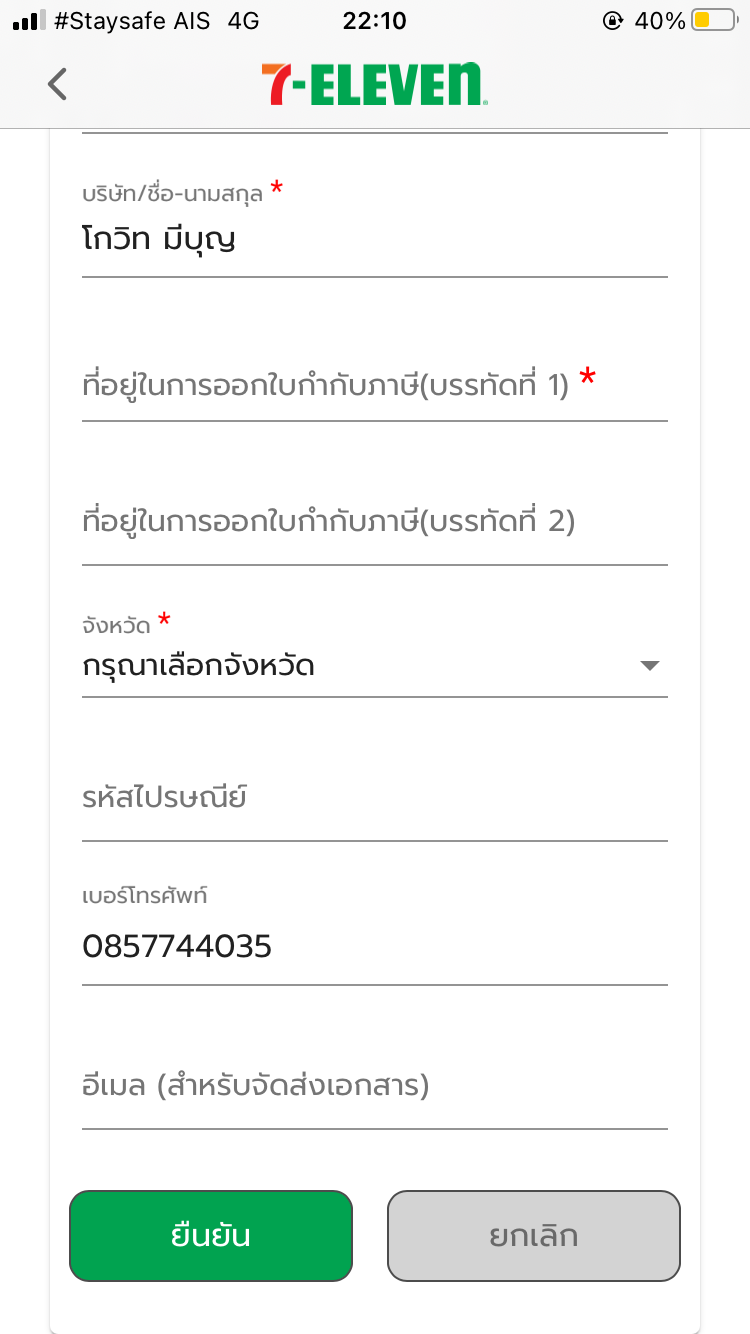 #Staysafe AIS 4G 22:10 40%
7-ELEVEN
บริษัท/ชื่อ-นามสกุล *
โกวิท มีบุญ
ที่อยู่ในการออกใบกำกับภาษี(บรรทัดที่ 1) *
ที่อยู่ในการออกใบกำกับภาษี(บรรทัดที่ 2)
จังหวัด *
กรุณาเลือกจังหวัด
รหัสไปรษณีย์
เบอร์โทรศัพท์
0857744035
อีเมล (สำหรับจัดส่งเอกสาร)
ยืนยัน ยกเลิก